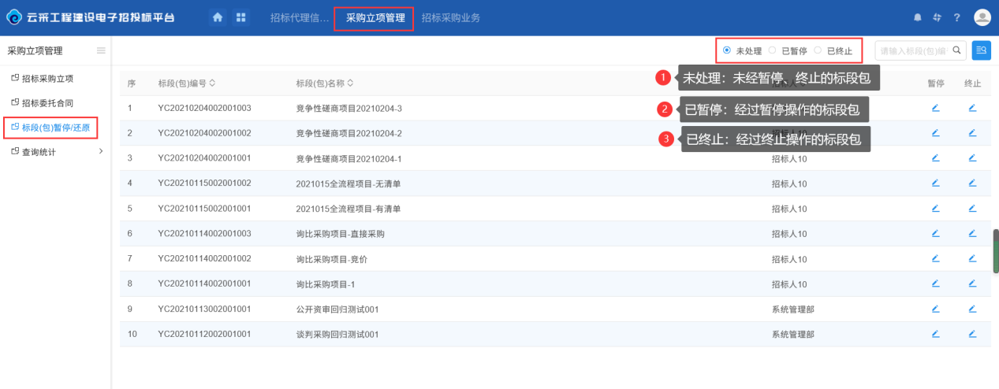 云采工程建设电子招投标平台 招标代理信… 采购立项管理 招标采购业务 ?
采购立项管理 未处理 已暂停 已终止 请输入标段(包)编
招标采购立项
招标委托合同
标段(包)暂停/还原
查询统计
序 标段(包)编号 标段(包)名称 暂停 终止
1 未处理：未经暂停、终止的标段包
1 YC20210204002001003 竞争性磋商项目20210204-3
2 已暂停：经过暂停操作的标段包
2 YC20210204002001002 竞争性磋商项目20210204-2
3 已终止：经过终止操作的标段包
3 YC20210204002001001 竞争性磋商项目20210204-1 招标人10
4 YC20210115002001002 2021015全流程项目-无清单 招标人10
5 YC20210115002001001 2021015全流程项目-有清单 招标人10
6 YC20210114002001003 询比采购项目-直接采购 招标人10
7 YC20210114002001002 询比采购项目-竞价 招标人10
8 YC20210114002001001 询比采购项目-1 招标人10
9 YC20210113002001001 公开资审回归测试001 系统管理部
10 YC20210112002001001 谈判采购回归测试001 系统管理部